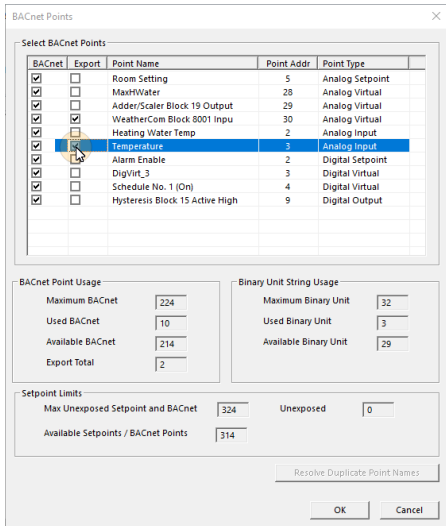 BACnet Points
Select BACnet Points
BACnet Export Point Name Point Addr Point Type
Room Setting 5 Analog Setpoint
MaxHWater 28 Analog Virtual
Adder/Scaler Block 19 Output 29 Analog Virtual
WeatherCom Block 8001 Inpu 30 Analog Virtual
Heating Water Temp 2 Analog Input
Temperature 3 Analog Input
Alarm Enable 2 Digital Setpoint
DigVirt_3 3 Digital Virtual
Schedule No. 1 (On) 4 Digital Virtual
Hysteresis Block 15 Active High 9 Digital Output
BACnet Point Usage
Maximum BACnet 224
Used BACnet 10
Available BACnet 214
Export Total 2
Binary Unit String Usage
Maximum Binary Unit 32
Used Binary Unit 3
Available Binary Unit 29
Setpoint Limits
Max Unexposed Setpoint and BACnet 324 Unexposed 0
Available Setpoints / BACnet Points 314
Resolve Duplicate Point Names
OK Cancel